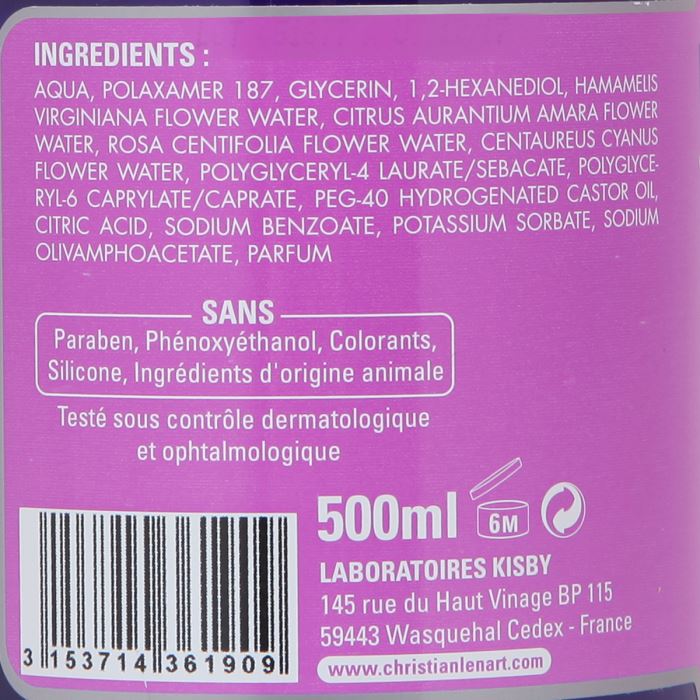 INGREDIENTS :
AQUA, POLAXAMER 187, GLYCERIN, 1,2-HEXANEDIOL, HAMAMELIS
VIRGINIANA FLOWER WATER, CITRUS AURANTIUM AMARA FLOWER
WATER, ROSA CENTIFOLIA FLOWER WATER, CENTAUREUS CYANUS
FLOWER WATER, POLYGLYCERYL-4 LAURATE/SEBACATE, POLYGLYCE-
RYL-6 CAPRYLATE/CAPRATE, PEG-40 HYDROGENATED CASTOR OIL,
CITRIC ACID, SODIUM BENZOATE, POTASSIUM SORBATE, SODIUM
OLIVAMPHOACETATE, PARFUM
SANS
Paraben, Phénoxyéthanol, Colorants,
Silicone, Ingrédients d'origine animale
Testé sous contrôle dermatologique
et ophtalmologique
500ml
6M
LABORATOIRES KISBY
145 rue du Haut Vinage BP 115
59443 Wasquehal Cedex - France
www.christianlenart.com
3 153714 361909